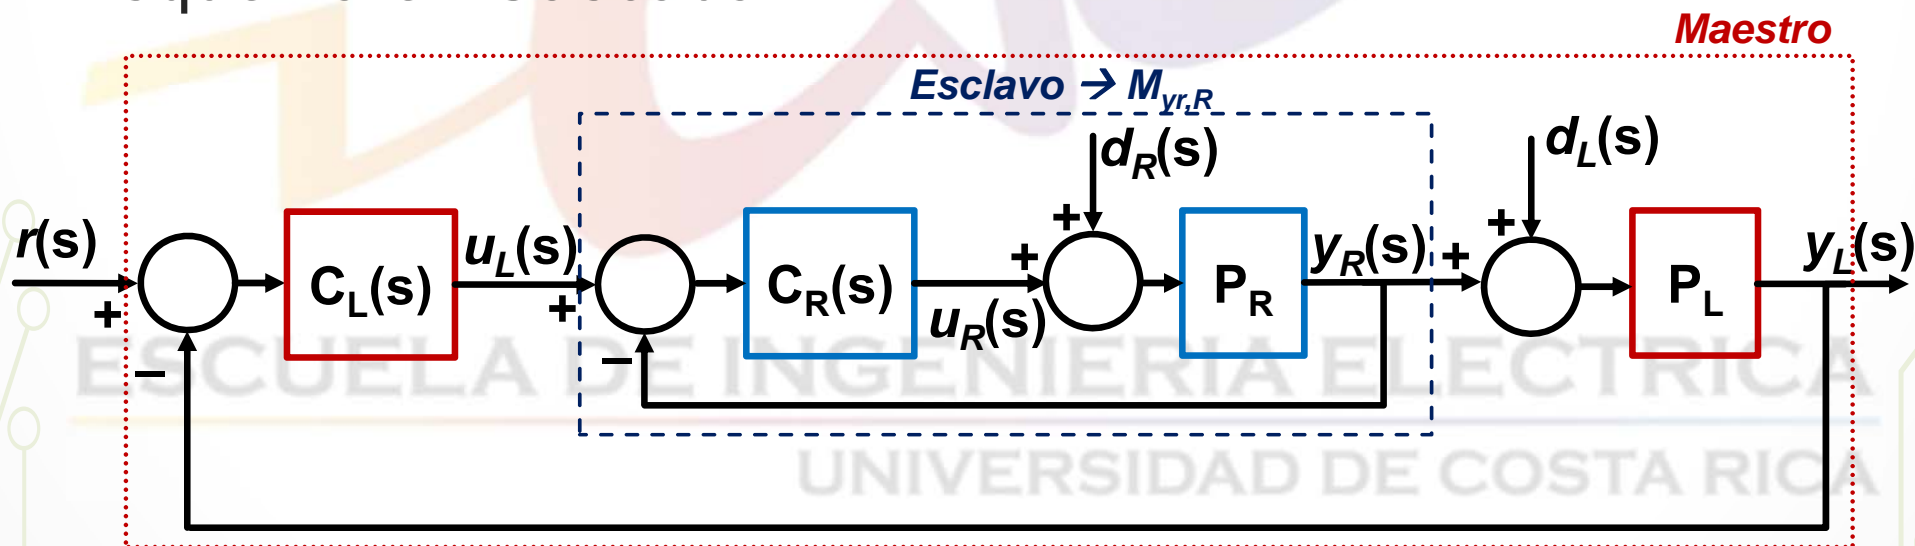 Maestro
Esclavo → M_yr,R
d_R(s)
d_L(s)
r(s)
+
−
C_L(s)
u_L(s)
+
−
C_R(s)
+
u_R(s)
+
P_R
y_R(s)
+
+
P_L
y_L(s)
ESCUELA DE INGENIERIA ELECTRICA
UNIVERSIDAD DE COSTA RICA